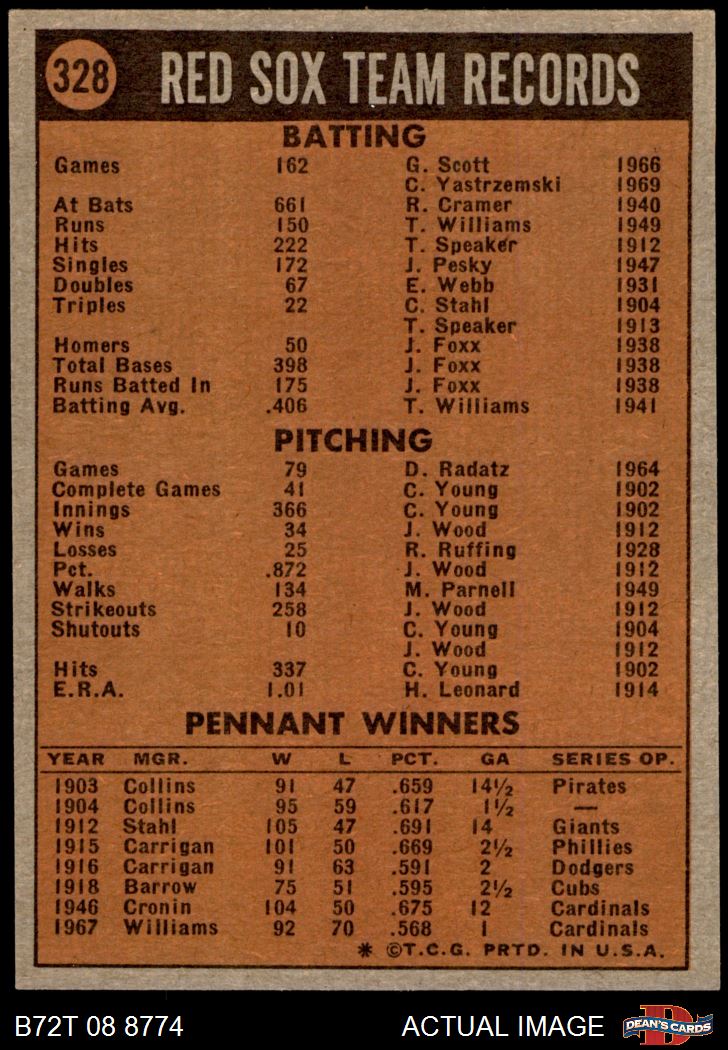 328 RED SOX TEAM RECORDS
BATTING
Games 162 G. Scott 1966
C. Yastrzemski 1969
At Bats 661 R. Cramer 1940
Runs 150 T. Williams 1949
Hits 222 T. Speaker 1912
Singles 172 J. Pesky 1947
Doubles 67 E. Webb 1931
Triples 22 C. Stahl 1904
T. Speaker 1913
Homers 50 J. Foxx 1938
Total Bases 398 J. Foxx 1938
Runs Batted In 175 J. Foxx 1938
Batting Avg. .406 T. Williams 1941
PITCHING
Games 79 D. Radatz 1964
Complete Games 41 C. Young 1902
Innings 366 C. Young 1902
Wins 34 J. Wood 1912
Losses 25 R. Ruffing 1928
Pct. .872 J. Wood 1912
Walks 134 M. Parnell 1949
Strikeouts 258 J. Wood 1912
Shutouts 10 C. Young 1904
J. Wood 1912
Hits 337 C. Young 1902
E.R.A. 1.01 H. Leonard 1914
PENNANT WINNERS
YEAR MGR. W L PCT. GA SERIES OP.
1903 Collins 91 47 .659 14½ Pirates
1904 Collins 95 59 .617 1½ —
1912 Stahl 105 47 .691 14 Giants
1915 Carrigan 101 50 .669 2½ Phillies
1916 Carrigan 91 63 .591 2 Dodgers
1918 Barrow 75 51 .595 2½ Cubs
1946 Cronin 104 50 .675 12 Cardinals
1967 Williams 92 70 .568 1 Cardinals
* ©T.C.G. PRTD. IN U.S.A.
B72T 08 8774 ACTUAL IMAGE D DEAN'S CARDS